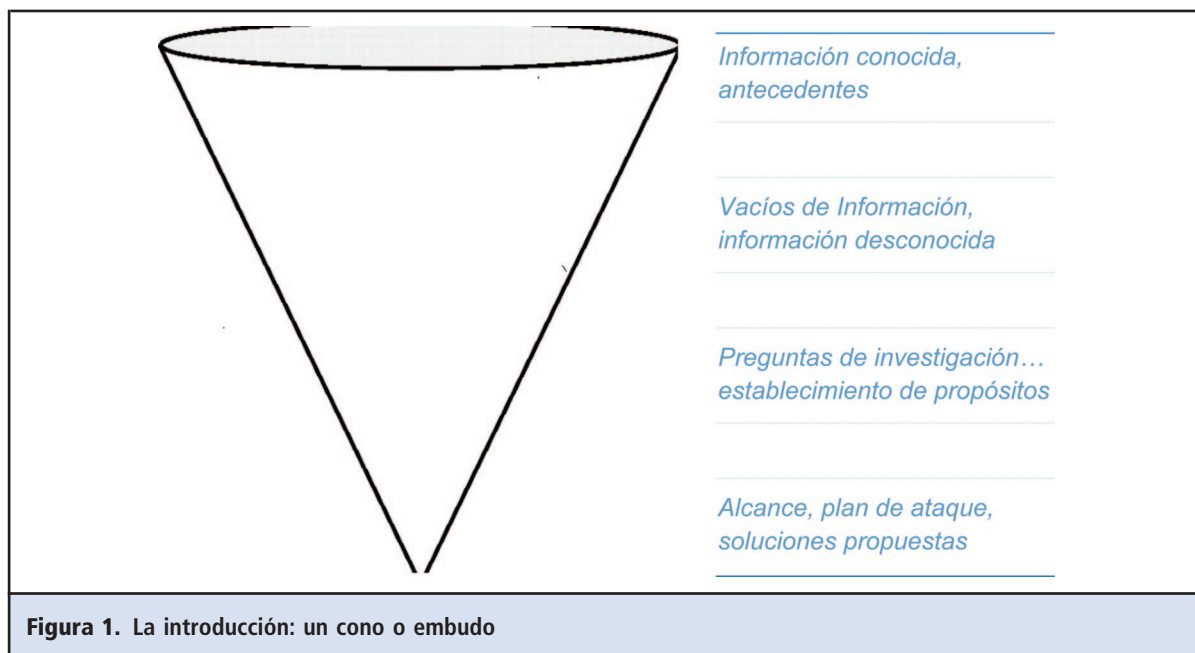 Información conocida,
antecedentes
Vacíos de Información,
información desconocida
Preguntas de investigación...
establecimiento de propósitos
Alcance, plan de ataque,
soluciones propuestas
Figura 1. La introducción: un cono o embudo